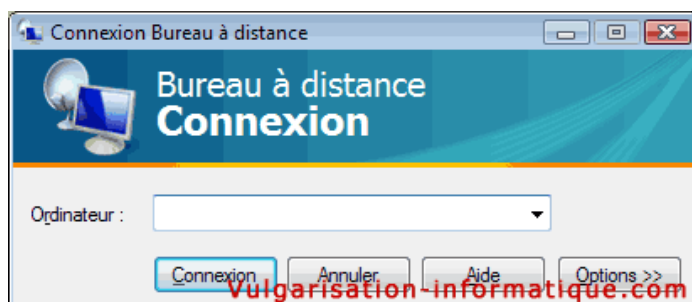 Connexion Bureau à distance
Bureau à distance
Connexion
Ordinateur :
Connexion Annuler Aide Options >>
Vulgarisation-informatique.com